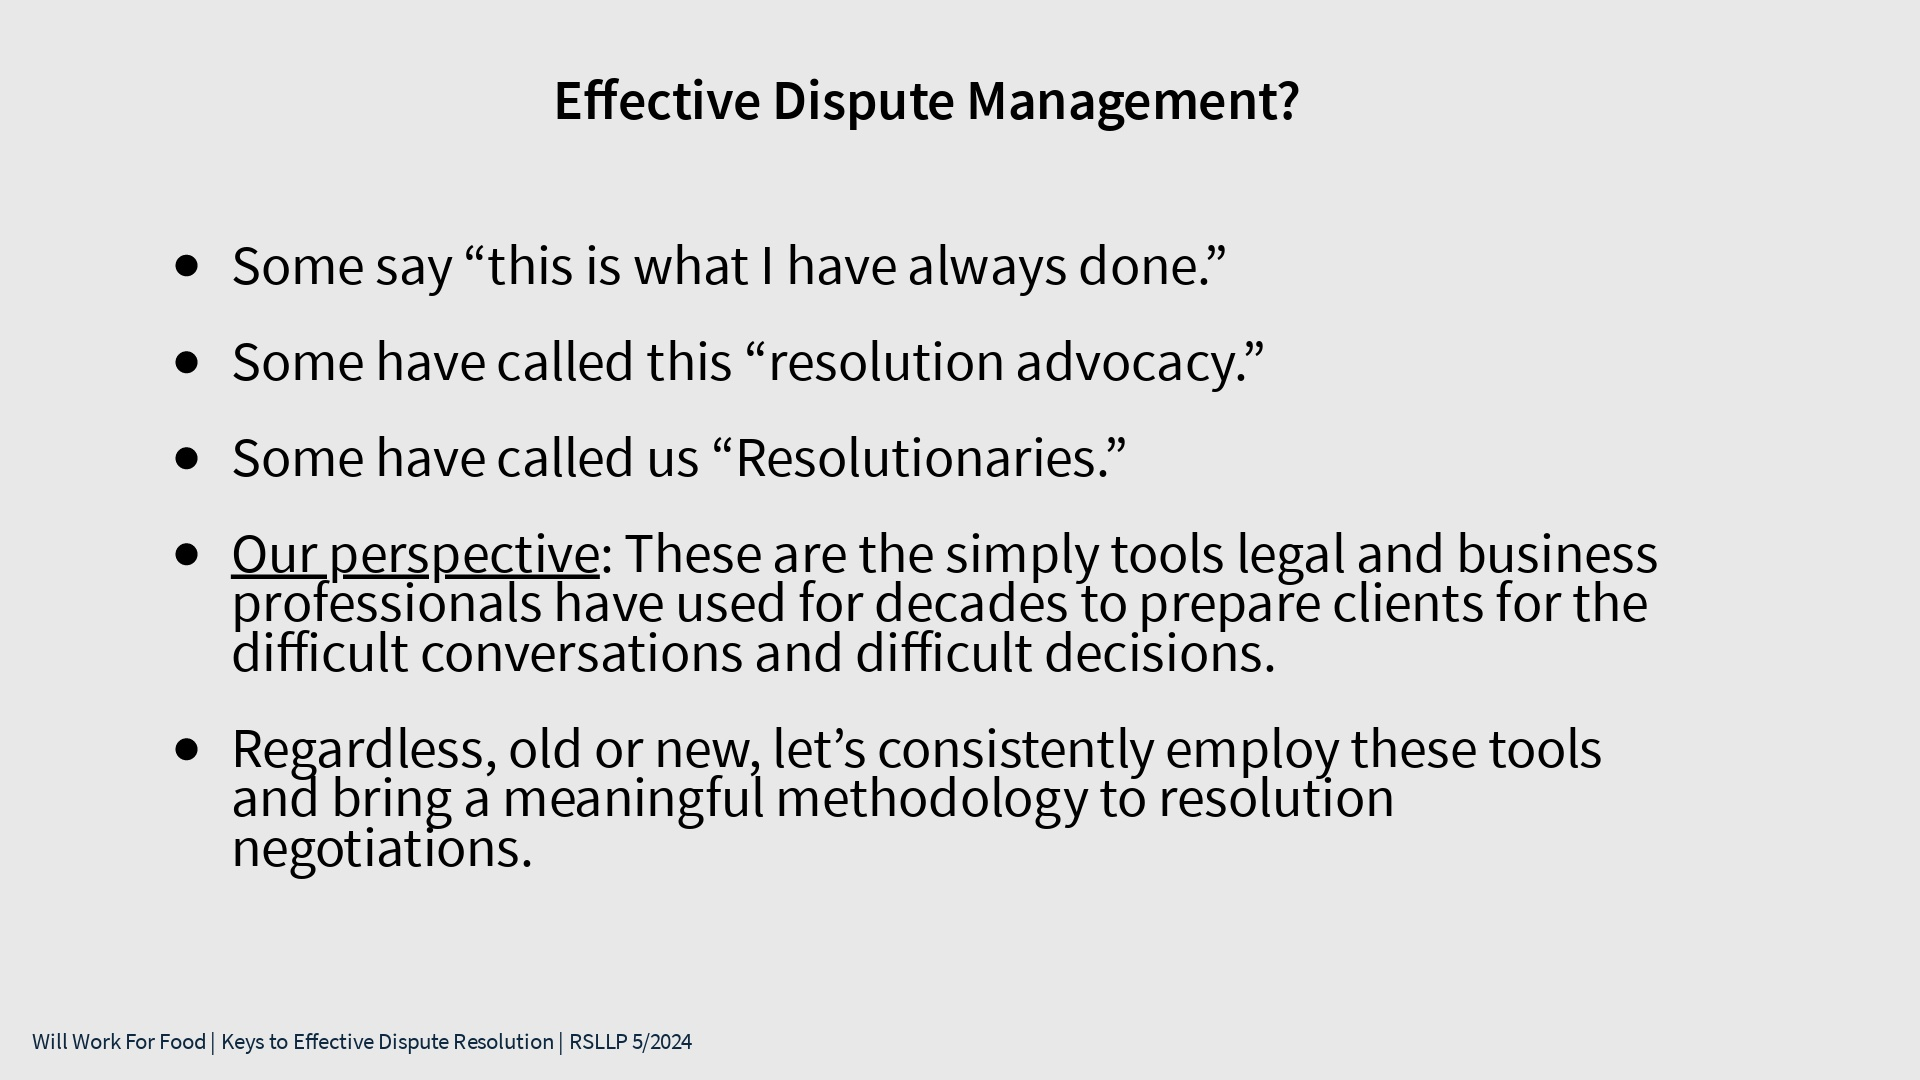 Effective Dispute Management?
● Some say “this is what I have always done.”
● Some have called this “resolution advocacy.”
● Some have called us “Resolutionaries.”
● Our perspective: These are the simply tools legal and business
professionals have used for decades to prepare clients for the
difficult conversations and difficult decisions.
● Regardless, old or new, let’s consistently employ these tools
and bring a meaningful methodology to resolution
negotiations.
Will Work For Food | Keys to Effective Dispute Resolution | RSLLP 5/2024